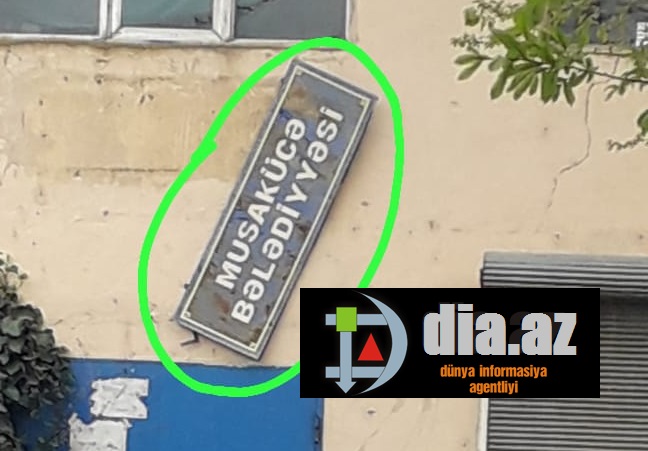 MUSAKÜCƏ
BƏLƏDİYYƏSİ
dia.az
dünya informasiya
agentliyi